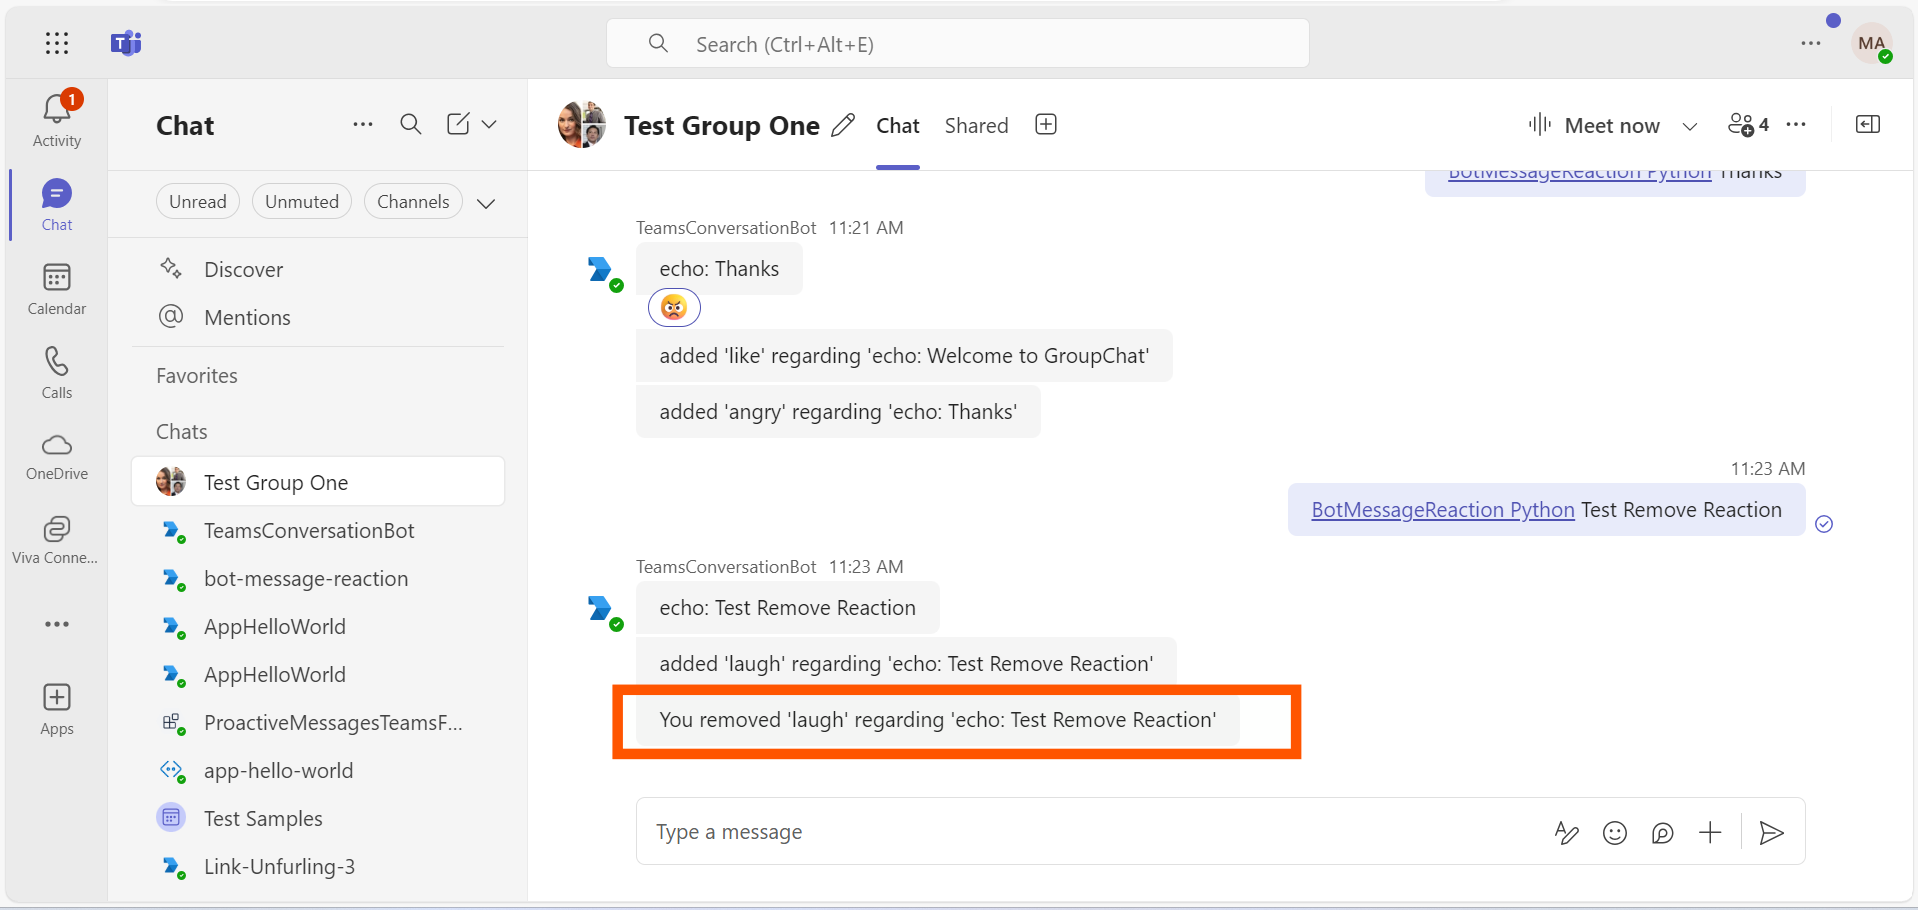 Search (Ctrl+Alt+E)
MA
1
Activity
Chat
Calendar
Calls
OneDrive
Viva Conne...
Apps
Chat
Unread
Unmuted
Channels
Discover
Mentions
Favorites
Chats
Test Group One
TeamsConversationBot
bot-message-reaction
AppHelloWorld
AppHelloWorld
ProactiveMessagesTeamsF...
app-hello-world
Test Samples
Link-Unfurling-3
Test Group One
Chat
Shared
Meet now
4
BotMessageReaction Python Thanks
TeamsConversationBot 11:21 AM
echo: Thanks
added 'like' regarding 'echo: Welcome to GroupChat'
added 'angry' regarding 'echo: Thanks'
11:23 AM
BotMessageReaction Python Test Remove Reaction
TeamsConversationBot 11:23 AM
echo: Test Remove Reaction
added 'laugh' regarding 'echo: Test Remove Reaction'
You removed 'laugh' regarding 'echo: Test Remove Reaction'
Type a message